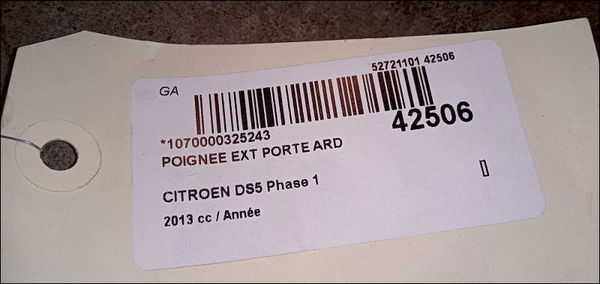 GA
52721101 42506
*1070000325243
42506
POIGNEE EXT PORTE ARD
CITROEN DS5 Phase 1
2013 cc / Année